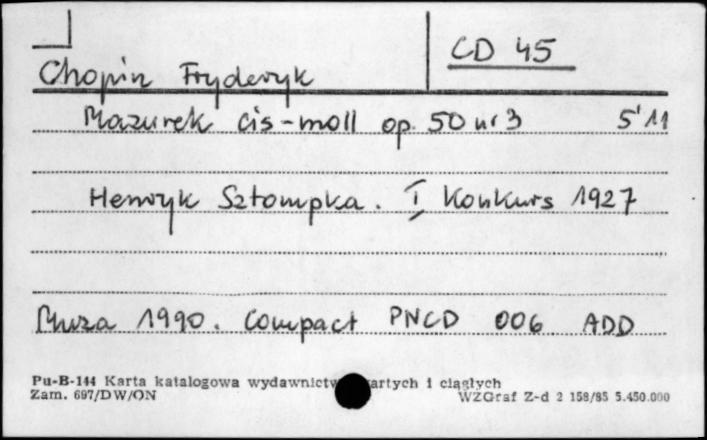 CD 45
Chopin Fryderyk
Mazurek cis-moll op. 50 nr 3 5'11
Henryk Sztompka. I Konkurs 1927
Muza 1990. Compact PNCD 006 ADD
Pu-B-144 Karta katalogowa wydawnictw i ciągłych
Zam. 697/DW/ON WZGraf Z-d 2 158/85 5.450.000